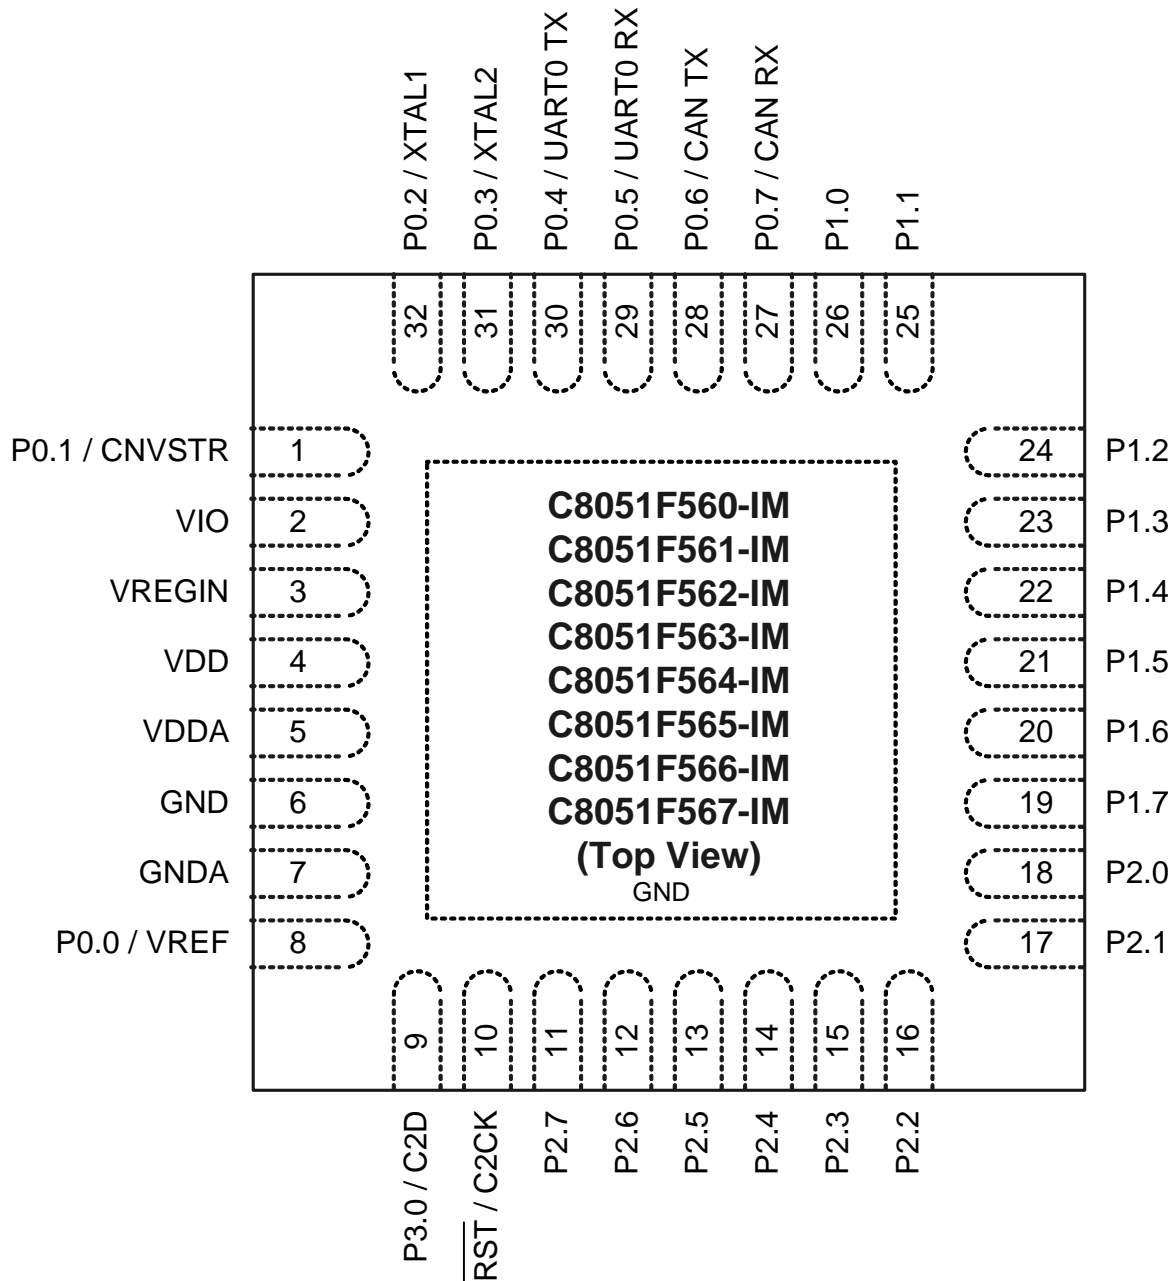 P0.2 / XTAL1
P0.3 / XTAL2
P0.4 / UART0 TX
P0.5 / UART0 RX
P0.6 / CAN TX
P0.7 / CAN RX
P1.0
P1.1
32
31
30
29
28
27
26
25
P0.1 / CNVSTR
1
VIO
2
VREGIN
3
VDD
4
VDDA
5
GND
6
GNDA
7
P0.0 / VREF
8
C8051F560-IM
C8051F561-IM
C8051F562-IM
C8051F563-IM
C8051F564-IM
C8051F565-IM
C8051F566-IM
C8051F567-IM
(Top View)
GND
24
P1.2
23
P1.3
22
P1.4
21
P1.5
20
P1.6
19
P1.7
18
P2.0
17
P2.1
9
10
11
12
13
14
15
16
P3.0 / C2D
RST / C2CK
P2.7
P2.6
P2.5
P2.4
P2.3
P2.2